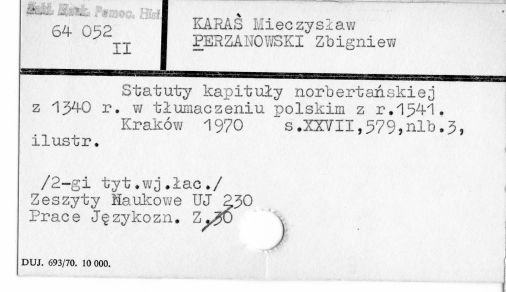 Zakł. Nauk. Pomoc. Hist.
64 052
II
KARAŚ Mieczysław
PERZANOWSKI Zbigniew
Statuty kapituły norbertańskiej
z 1340 r. w tłumaczeniu polskim z r.1541.
Kraków 1970 s.XXVII,579,nlb.3,
ilustr.
/2-gi tyt.wj.łac./
Zeszyty Naukowe UJ 230
Prace Językozn. Z.30
DUJ. 693/70. 10 000.